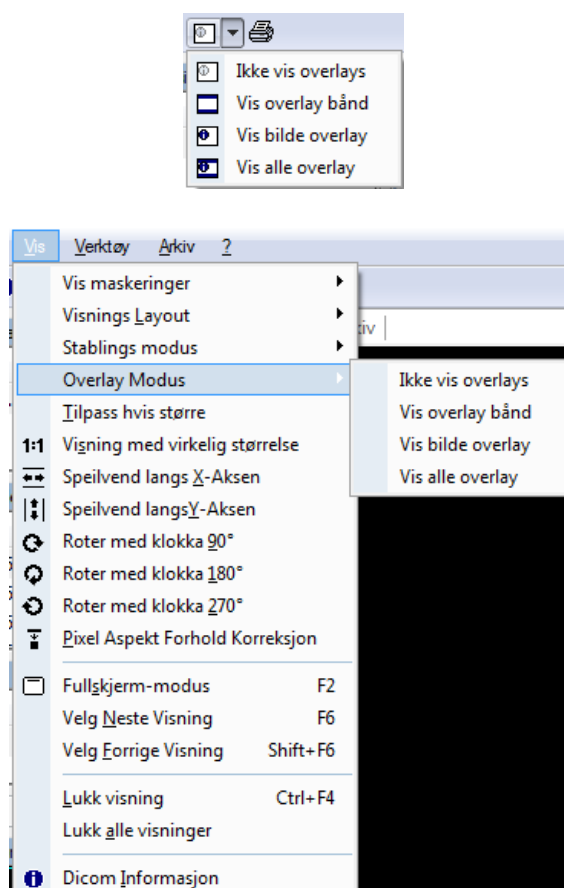 Ikke vis overlays
Vis overlay bånd
Vis bilde overlay
Vis alle overlay
Vis Verktøy Arkiv ?
Vis maskeringer
Visnings Layout
iv
Stablings modus
Overlay Modus
Ikke vis overlays
Tilpass hvis større
Vis overlay bånd
1:1 Visning med virkelig størrelse
Vis bilde overlay
Speilvend langs X-Aksen
Vis alle overlay
Speilvend langsY-Aksen
Roter med klokka 90°
Roter med klokka 180°
Roter med klokka 270°
Pixel Aspekt Forhold Korreksjon
Fullskjerm-modus F2
Velg Neste Visning F6
Velg Forrige Visning Shift+F6
Lukk visning Ctrl+F4
Lukk alle visninger
Dicom Informasjon